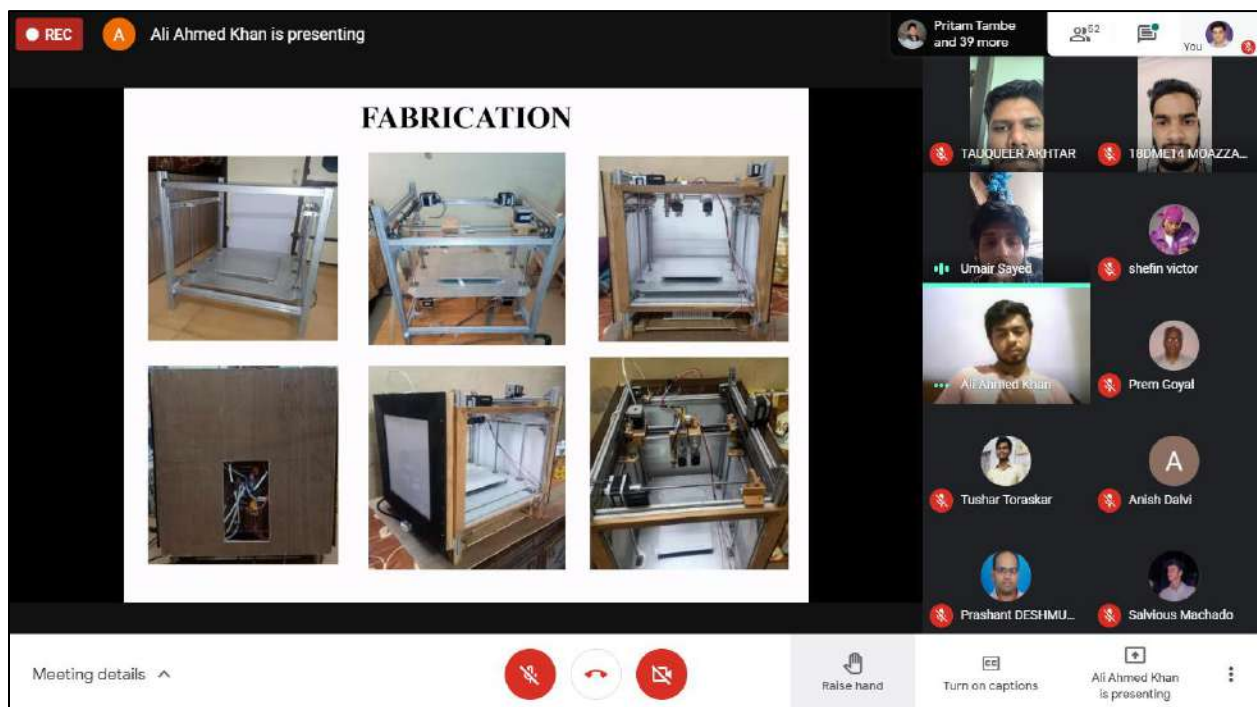 REC
A
Ali Ahmed Khan is presenting
Pritam Tambe
and 39 more
52
You
FABRICATION
TAUQUEER AKHTAR
18DME14 MOAZZA...
Umair Sayed
shefin victor
Ali Ahmed Khan
Prem Goyal
A
Tushar Toraskar
Anish Dalvi
Prashant DESHMU...
Salvious Machado
Meeting details
Raise hand
CC
Turn on captions
Ali Ahmed Khan
is presenting